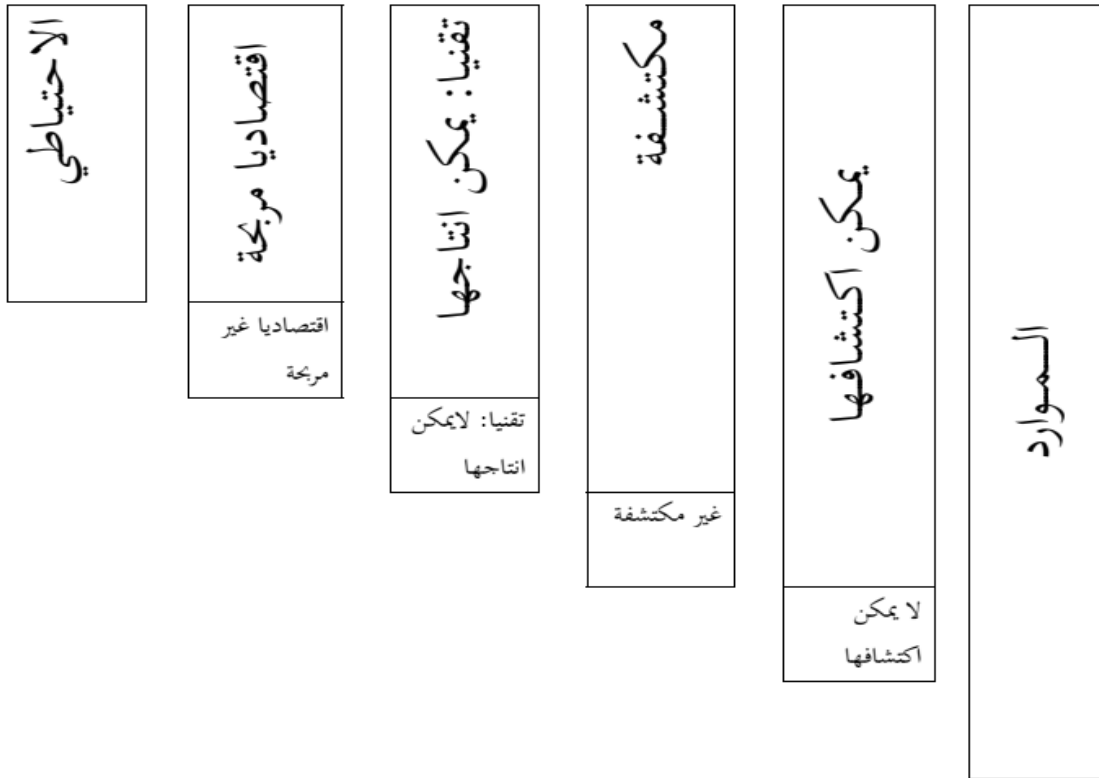 الموارد
يمكن اكتشافها
لا يمكن
اكتشافها
مكتشفة
غير مكتشفة
تقنيا: يمكن انتاجها
تقنيا: لايمكن
انتاجها
اقتصاديا مربحة
اقتصاديا غير
مربحة
الاحتياطي